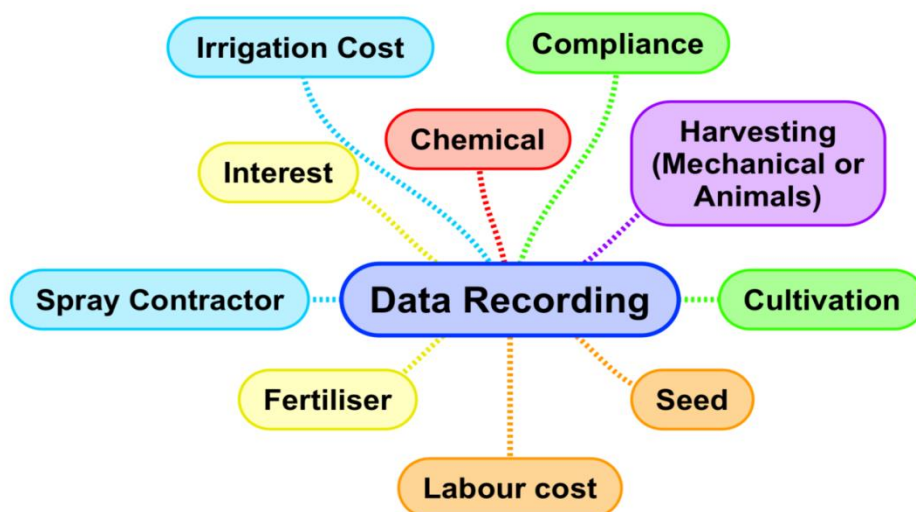 Irrigation Cost
Compliance
Chemical
Harvesting
(Mechanical or
Animals)
Interest
Spray Contractor
Data Recording
Cultivation
Fertiliser
Seed
Labour cost